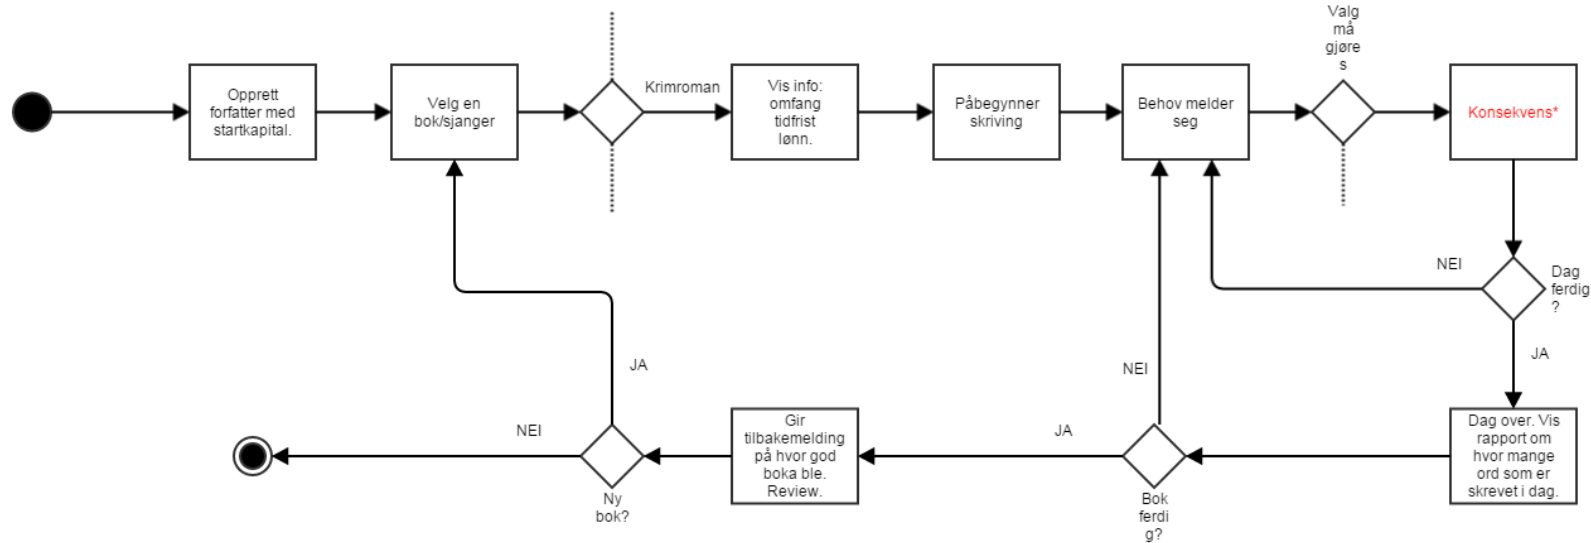 Opprett
forfatter med
startkapital.
Velg en
bok/sjanger
Krimroman
Vis info:
omfang
tidfrist
lønn.
Påbegynner
skriving
Behov melder
seg
Valg
må
gjøre
s
Konsekvens*
NEI
Dag
ferdig
?
JA
Dag over. Vis
rapport om
hvor mange
ord som er
skrevet i dag.
NEI
Bok
ferdi
g?
JA
Gir
tilbakemelding
på hvor god
boka ble.
Review.
JA
Ny
bok?
NEI